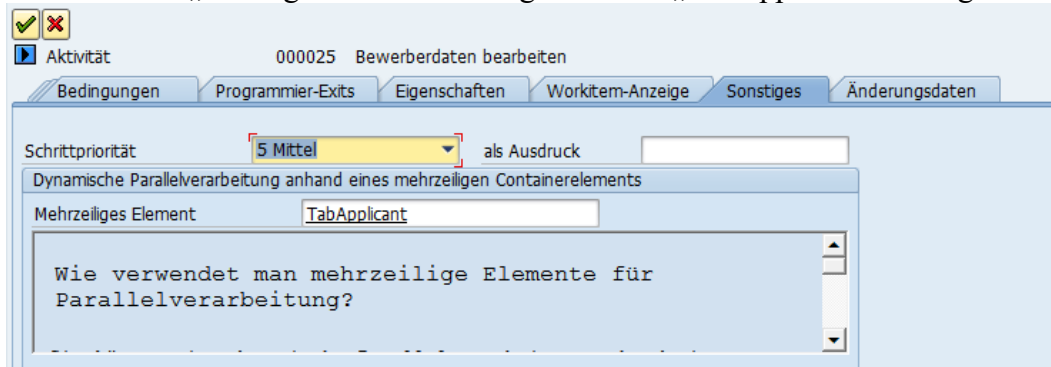 Aktivität 000025 Bewerberdaten bearbeiten
Bedingungen Programmier-Exits Eigenschaften Workitem-Anzeige Sonstiges Änderungsdaten
Schrittpriorität 5 Mittel als Ausdruck
Dynamische Parallelverarbeitung anhand eines mehrzeiligen Containerelements
Mehrzeiliges Element TabApplicant
Wie verwendet man mehrzeilige Elemente für
Parallelverarbeitung?